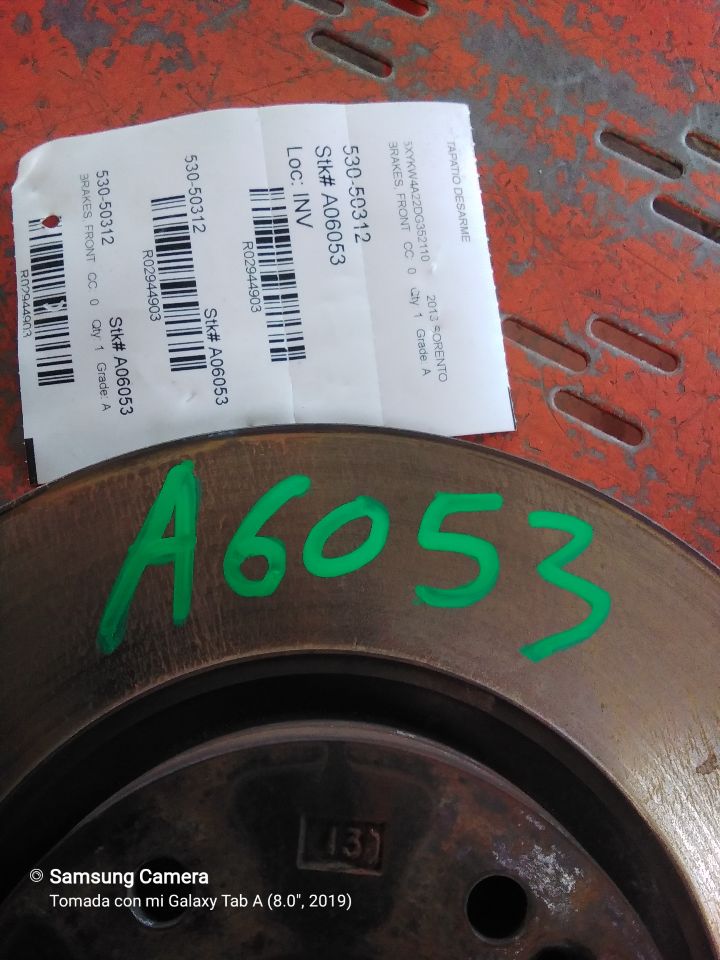 TAPATIO DESARME
5XYKW4A22DG352110 2013 SORENTO
BRAKES, FRONT CC: 0 Qty 1 Grade: A
530-50312
Stk# A06053
Loc: INV
R02944903
530-50312 Stk# A06053
R02944903
530-50312 Stk# A06053
BRAKES, FRONT CC: 0 Qty 1 Grade: A
R02944903
A6053
13
Samsung Camera
Tomada con mi Galaxy Tab A (8.0", 2019)